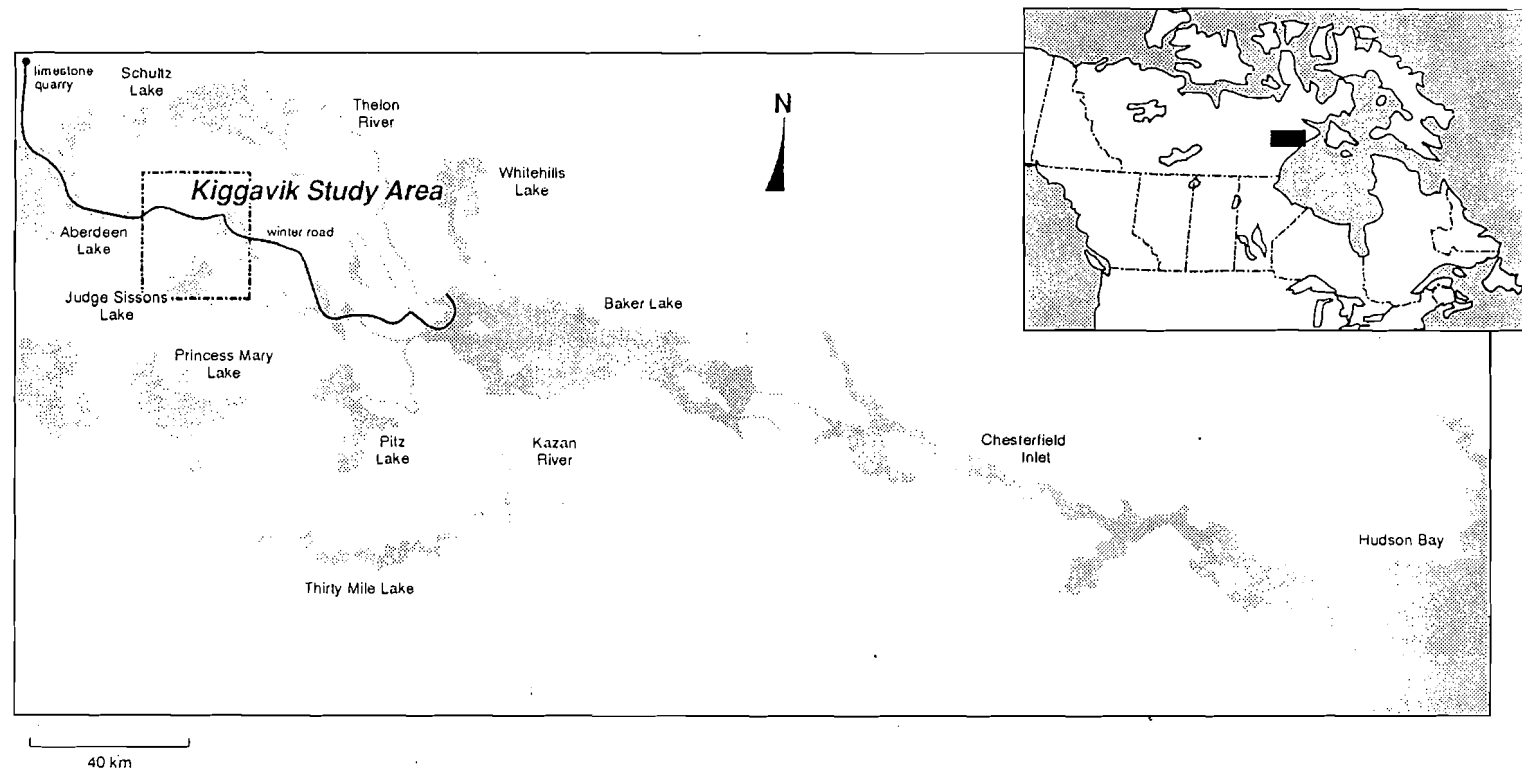 limestone
quarry
Schultz
Lake
Thelon
River
N
Whitehills
Lake
Kiggavik Study Area
Aberdeen
Lake
winter road
Judge Sissons
Lake
Baker Lake
Princess Mary
Lake
Pitz
Lake
Kazan
River
Chesterfield
Inlet
Hudson Bay
Thirty Mile Lake
40 km